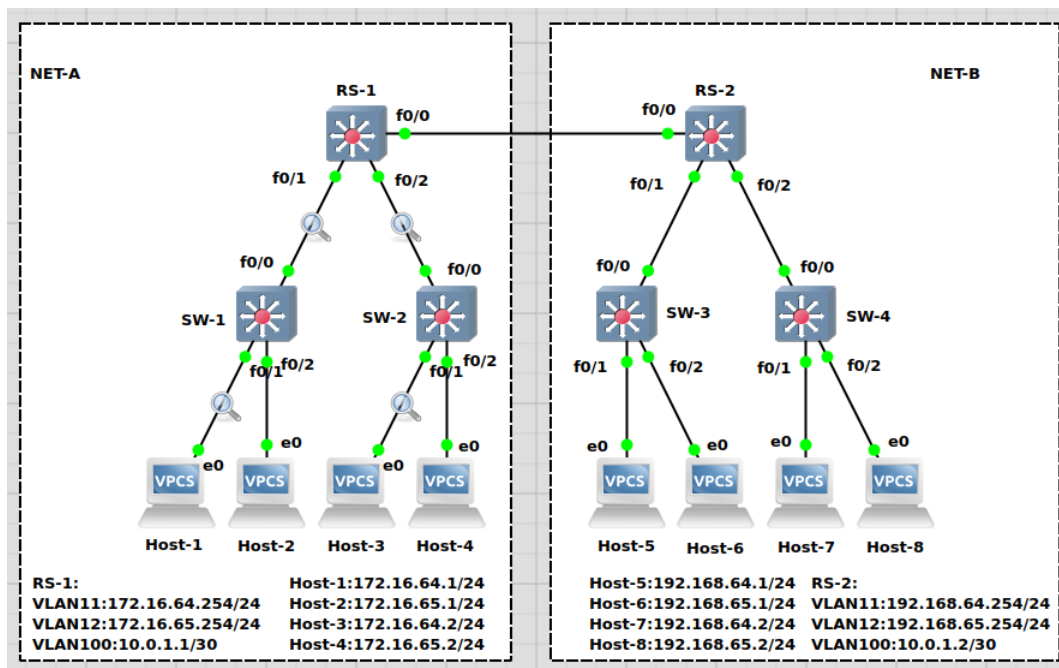 NET-A
NET-B
RS-1
RS-2
f0/0
f0/0
f0/1
f0/2
f0/1
f0/2
f0/0
f0/0
f0/0
f0/0
SW-1
SW-2
SW-3
SW-4
f0/1
f0/2
f0/1
f0/2
f0/1
f0/2
f0/1
f0/2
e0
e0
e0
e0
e0
e0
e0
e0
VPCS
VPCS
VPCS
VPCS
VPCS
VPCS
VPCS
VPCS
Host-1
Host-2
Host-3
Host-4
Host-5
Host-6
Host-7
Host-8
RS-1:
VLAN11:172.16.64.254/24
VLAN12:172.16.65.254/24
VLAN100:10.0.1.1/30
Host-1:172.16.64.1/24
Host-2:172.16.65.1/24
Host-3:172.16.64.2/24
Host-4:172.16.65.2/24
Host-5:192.168.64.1/24
Host-6:192.168.65.1/24
Host-7:192.168.64.2/24
Host-8:192.168.65.2/24
RS-2:
VLAN11:192.168.64.254/24
VLAN12:192.168.65.254/24
VLAN100:10.0.1.2/30